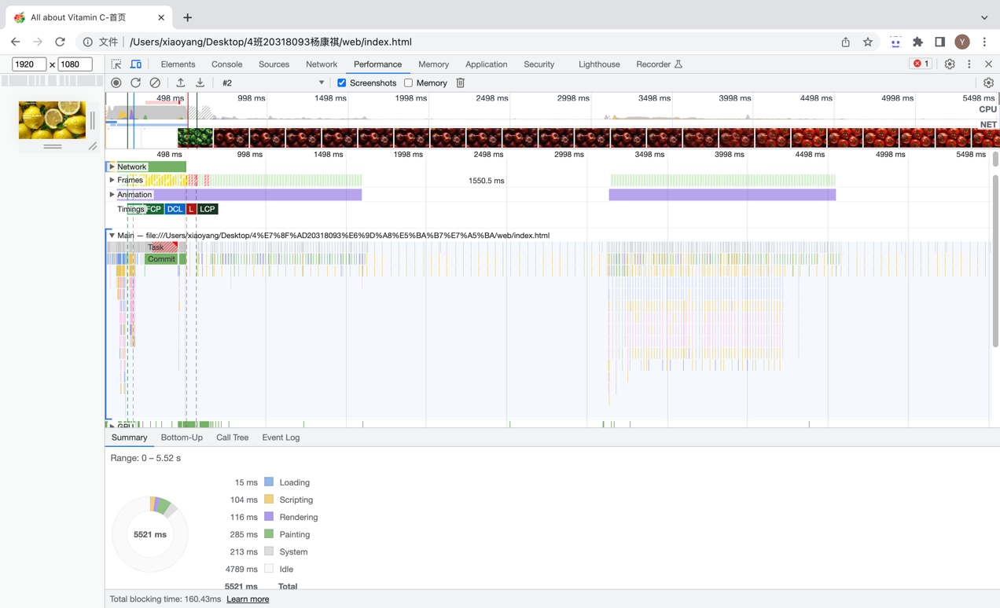 All about Vitamin C-首页
文件 /Users/xiaoyang/Desktop/4班20318093杨康祺/web/index.html
Y
1920 × 1080
Elements Console Sources Network Performance Memory Application Security Lighthouse Recorder 1
#2 Screenshots Memory
498 ms 998 ms 1498 ms 1998 ms 2498 ms 2998 ms 3498 ms 3998 ms 4498 ms 4998 ms 5498 ms
CPU
NET
498 ms 998 ms 1498 ms 1998 ms 2498 ms 2998 ms 3498 ms 3998 ms 4498 ms 4998 ms 5498 ms
Network
Frames 1550.5 ms
Animation
Timings FCP DCL L LCP
Main — file:///Users/xiaoyang/Desktop/4%E7%8F%AD20318093%E6%9D%A8%E5%BA%B7%E7%A5%BA/web/index.html
Task
Commit
GPU
Summary Bottom-Up Call Tree Event Log
Range: 0 – 5.52 s
15 ms Loading
104 ms Scripting
116 ms Rendering
5521 ms
285 ms Painting
213 ms System
4789 ms Idle
5521 ms Total
Total blocking time: 160.43ms Learn more